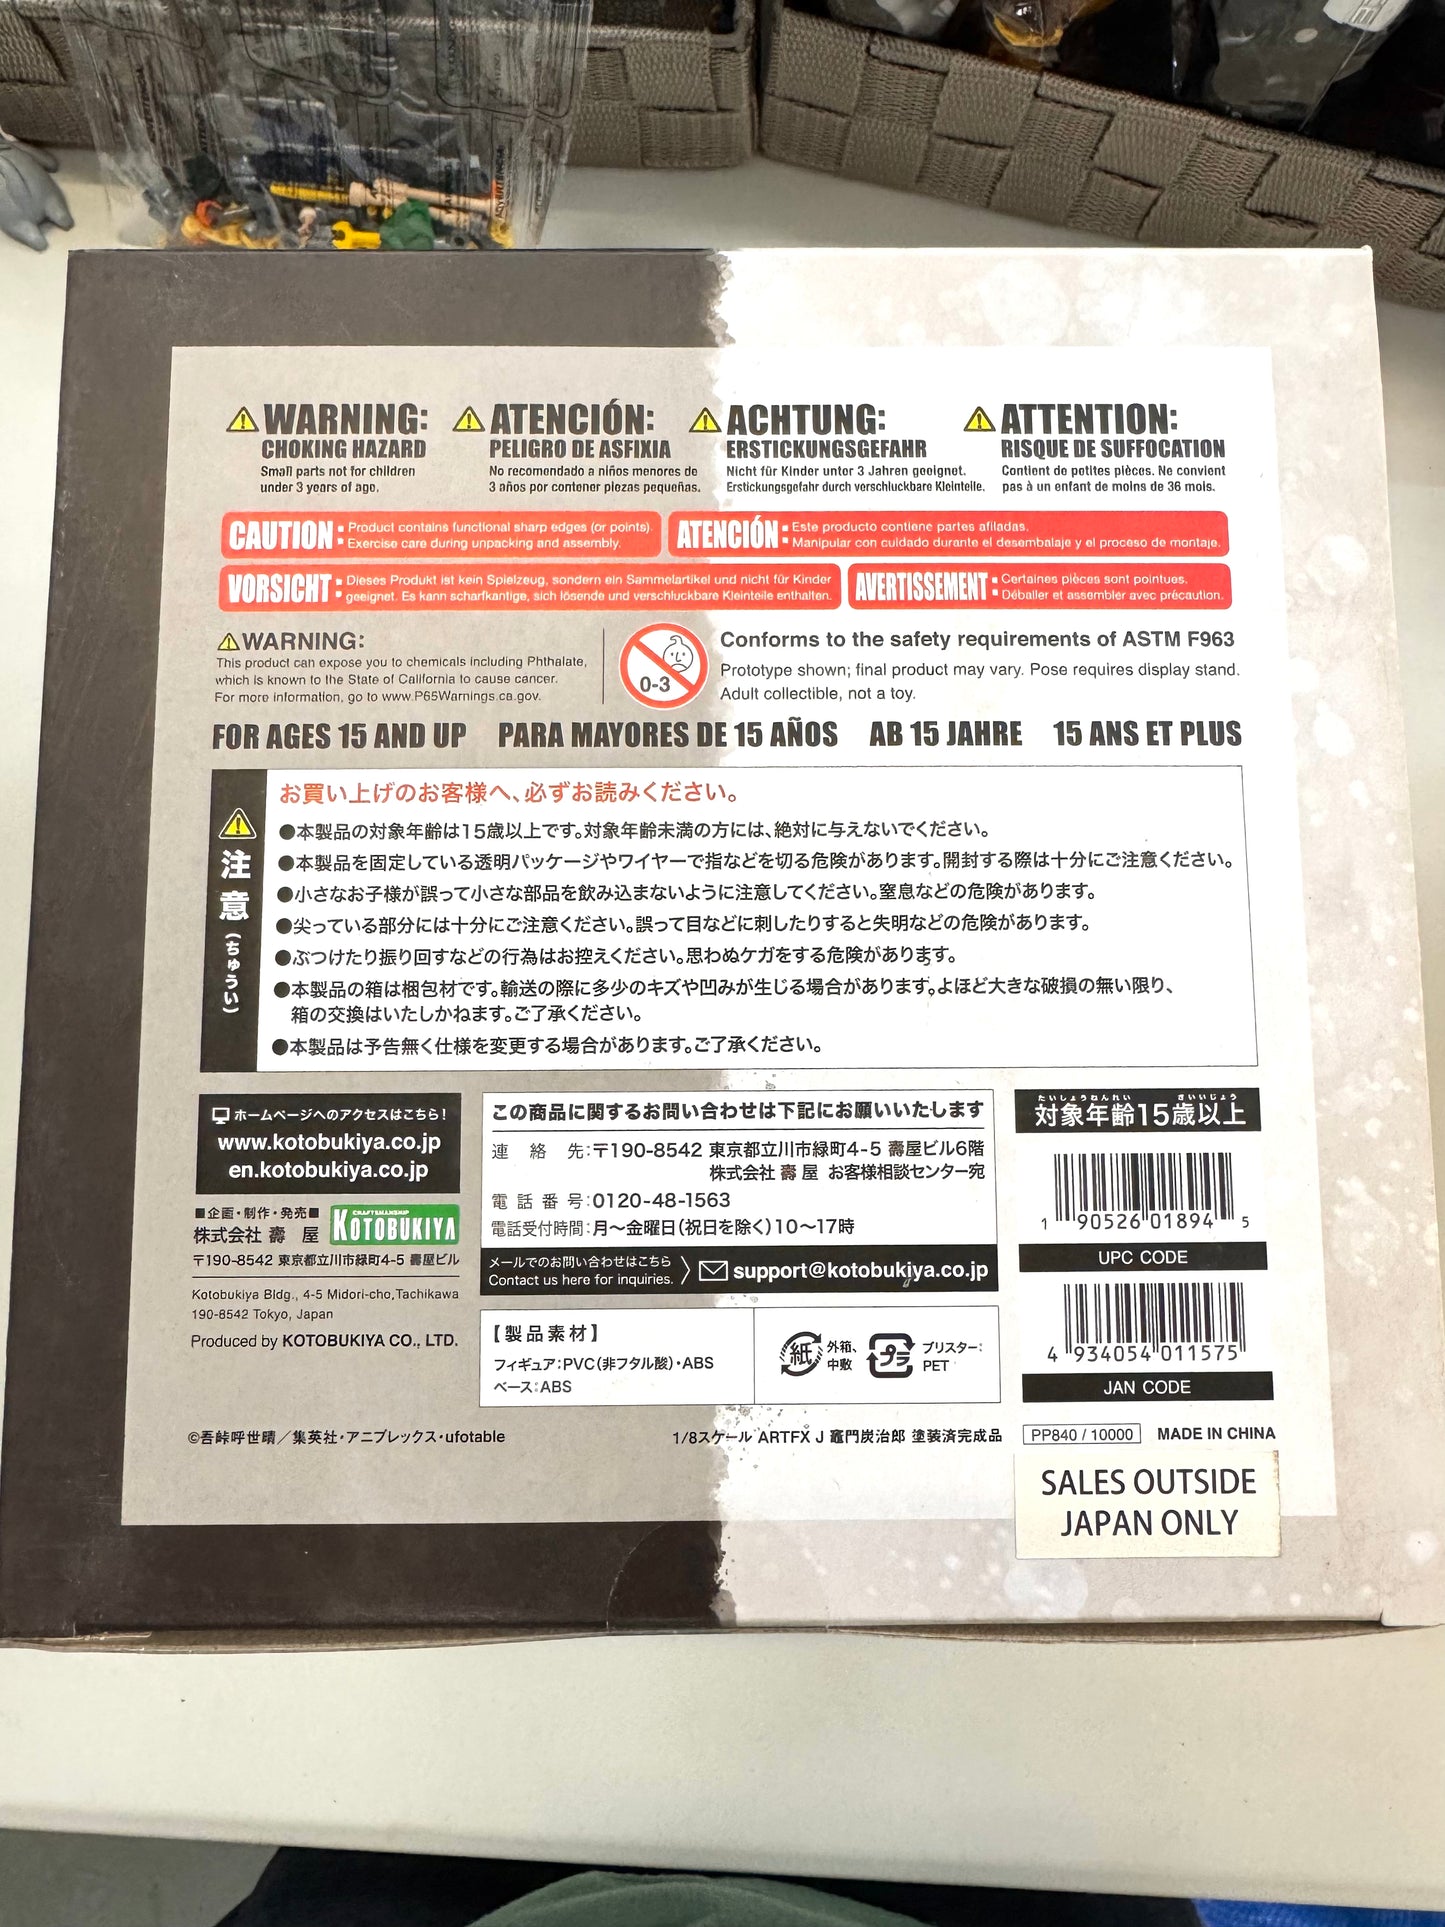 WARNING:
CHOKING HAZARD
Small parts not for children
under 3 years of age.
ATENCIÓN:
PELIGRO DE ASFIXIA
No recomendado a niños menores de
3 años por contener piezas pequeñas.
ACHTUNG:
ERSTICKUNGSGEFAHR
Nicht für Kinder unter 3 Jahren geeignet.
Erstickungsgefahr durch verschluckbare Kleinteile.
ATTENTION:
RISQUE DE SUFFOCATION
Contient de petites pièces. Ne convient
pas à un enfant de moins de 36 mois.
CAUTION
Product contains functional sharp edges (or points).
Exercise care during unpacking and assembly.
ATENCIÓN
Este producto contiene partes afiladas.
Manipular con cuidado durante el desembalaje y el proceso de montaje.
VORSICHT
Dieses Produkt ist kein Spielzeug, sondern ein Sammelartikel und nicht für Kinder
geeignet. Es kann scharfkantige, sich lösende und verschluckbare Kleinteile enthalten.
AVERTISSEMENT
Certaines pièces sont pointues.
Déballer et assembler avec précaution.
WARNING:
This product can expose you to chemicals including Phthalate,
which is known to the State of California to cause cancer.
For more information, go to www.P65Warnings.ca.gov.
0-3
Conforms to the safety requirements of ASTM F963
Prototype shown; final product may vary. Pose requires display stand.
Adult collectible, not a toy.
FOR AGES 15 AND UP PARA MAYORES DE 15 AÑOS AB 15 JAHRE 15 ANS ET PLUS
注意(ちゅうい)
お買い上げのお客様へ、必ずお読みください。
●本製品の対象年齢は15歳以上です。対象年齢未満の方には、絶対に与えないでください。
●本製品を固定している透明パッケージやワイヤーで指などを切る危険があります。開封する際は十分にご注意ください。
●小さなお子様が誤って小さな部品を飲み込まないように注意してください。窒息などの危険があります。
●尖っている部分には十分にご注意ください。誤って目などに刺したりすると失明などの危険があります。
●ぶつけたり振り回すなどの行為はお控えください。思わぬケガをする危険があります。
●本製品の箱は梱包材です。輸送の際に多少のキズや凹みが生じる場合があります。よほど大きな破損の無い限り、
箱の交換はいたしかねます。ご了承ください。
●本製品は予告無く仕様を変更する場合があります。ご了承ください。
ホームページへのアクセスはこちら!
www.kotobukiya.co.jp
en.kotobukiya.co.jp
■企画・制作・発売■
株式会社 壽 屋
CRAFTSMANSHIP
KOTOBUKIYA
〒190-8542 東京都立川市緑町4-5 壽屋ビル
Kotobukiya Bldg., 4-5 Midori-cho,Tachikawa
190-8542 Tokyo, Japan
Produced by KOTOBUKIYA CO., LTD.
この商品に関するお問い合わせは下記にお願いいたします
連 絡 先:〒190-8542 東京都立川市緑町4-5 壽屋ビル6階
株式会社 壽 屋 お客様相談センター宛
電 話 番 号:0120-48-1563
電話受付時間:月～金曜日(祝日を除く)10～17時
メールでのお問い合わせはこちら
Contact us here for inquiries.
support@kotobukiya.co.jp
【製品素材】
フィギュア:PVC(非フタル酸)・ABS
ベース:ABS
紙
外箱、
中敷
プラ
ブリスター:
PET
たいしょうねんれい さいいじょう
対象年齢15歳以上
1 90526 01894 5
UPC CODE
4 934054 011575
JAN CODE
©吾峠呼世晴／集英社・アニプレックス・ufotable
1/8スケール ARTFX J 竈門炭治郎 塗装済完成品
PP840 / 10000
MADE IN CHINA
SALES OUTSIDE
JAPAN ONLY